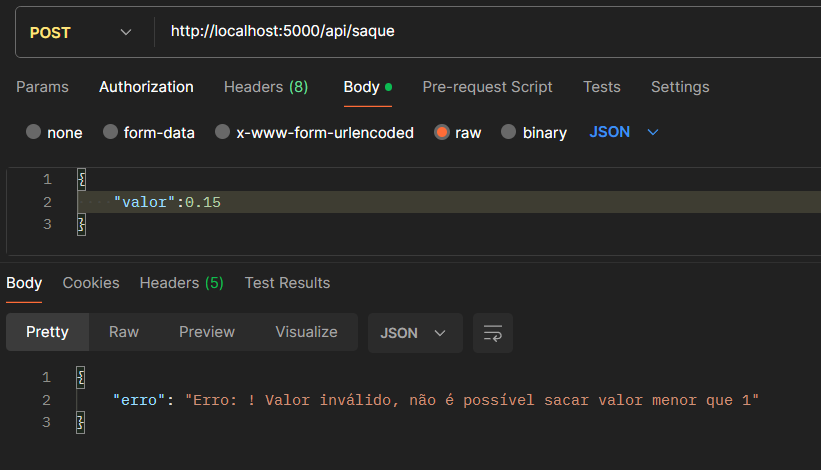 POST http://localhost:5000/api/saque
Params Authorization Headers (8) Body Pre-request Script Tests Settings
none form-data x-www-form-urlencoded raw binary JSON
1 {
2 "valor":0.15
3 }
Body Cookies Headers (5) Test Results
Pretty Raw Preview Visualize JSON
1 {
2 "erro": "Erro: ! Valor inválido, não é possível sacar valor menor que 1"
3 }